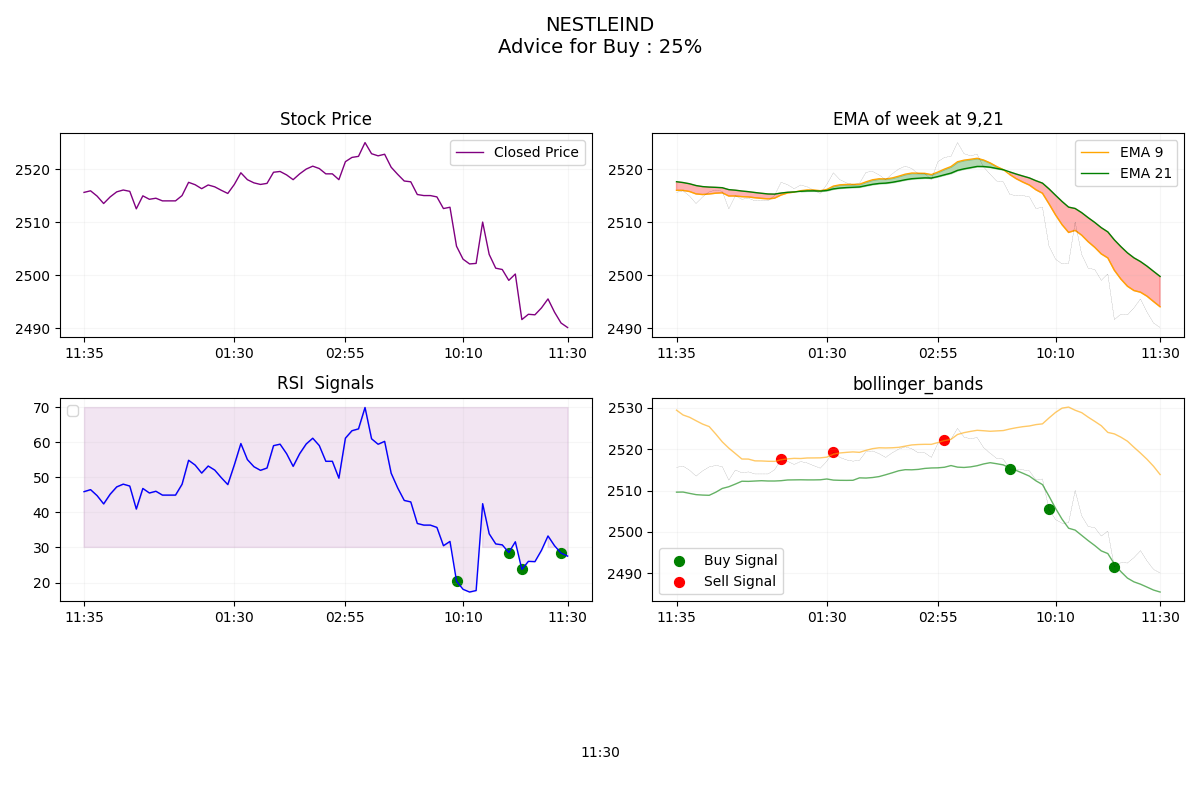 NESTLEIND
Advice for Buy : 25%
Stock Price
2520
2510
2500
2490
Closed Price
11:35 01:30 02:55 10:10 11:30
EMA of week at 9,21
2520
2510
2500
2490
EMA 9
EMA 21
11:35 01:30 02:55 10:10 11:30
RSI  Signals
70
60
50
40
30
20
11:35 01:30 02:55 10:10 11:30
bollinger_bands
2530
2520
2510
2500
2490
Buy Signal
Sell Signal
11:35 01:30 02:55 10:10 11:30
11:30